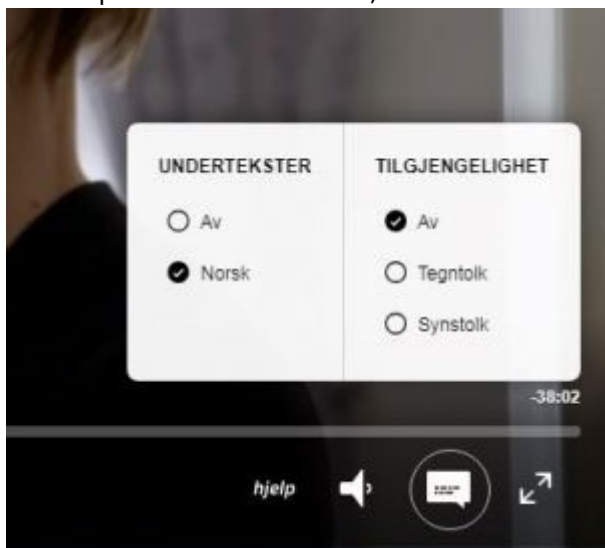 UNDERTEKSTER
Av
Norsk
TILGJENGELIGHET
Av
Tegntolk
Synstolk
-38:02
hjelp